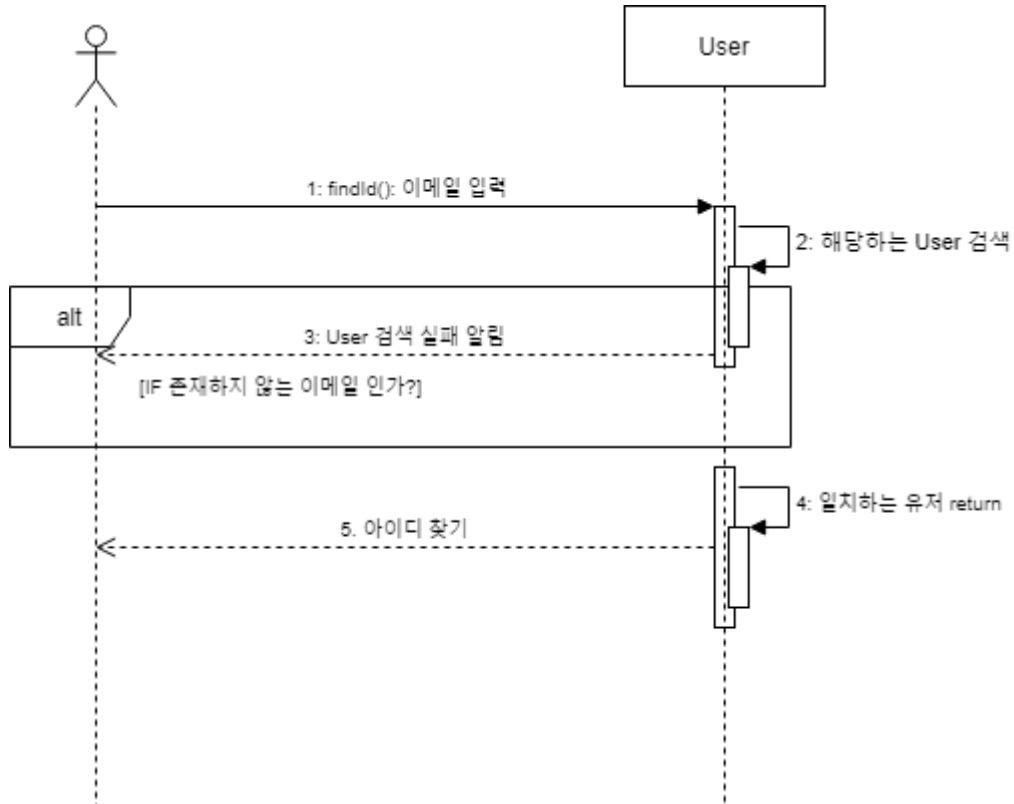 User
1: findId(): 이메일 입력
2: 해당하는 User 검색
alt
3: User 검색 실패 알림
[IF 존재하지 않는 이메일 인가?]
4: 일치하는 유저 return
5. 아이디 찾기